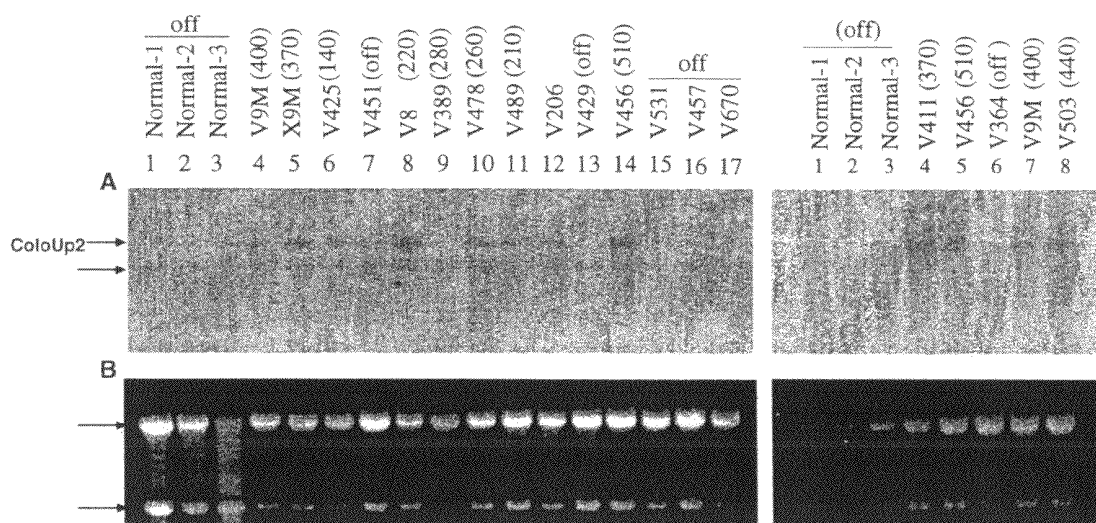 off
Normal-1
Normal-2
Normal-3
V9M (400)
X9M (370)
V425 (140)
V451 (off)
V8 (220)
V389 (280)
V478 (260)
V489 (210)
V206
V429 (off)
V456 (510)
off
V531
V457
V670
1 2 3 4 5 6 7 8 9 10 11 12 13 14 15 16 17
(off)
Normal-1
Normal-2
Normal-3
V411 (370)
V456 (510)
V364 (off)
V9M (400)
V503 (440)
1 2 3 4 5 6 7 8
A
ColoUp2
B